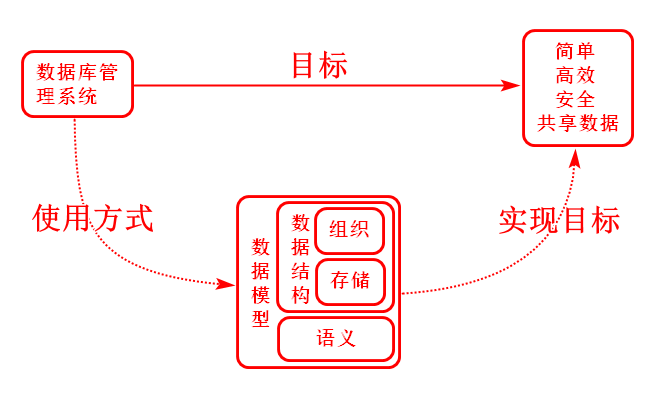 目标
数据库管
理系统
简单
高效
安全
共享数据
使用方式
实现目标
数据模型
数据结构
组织
存储
语义